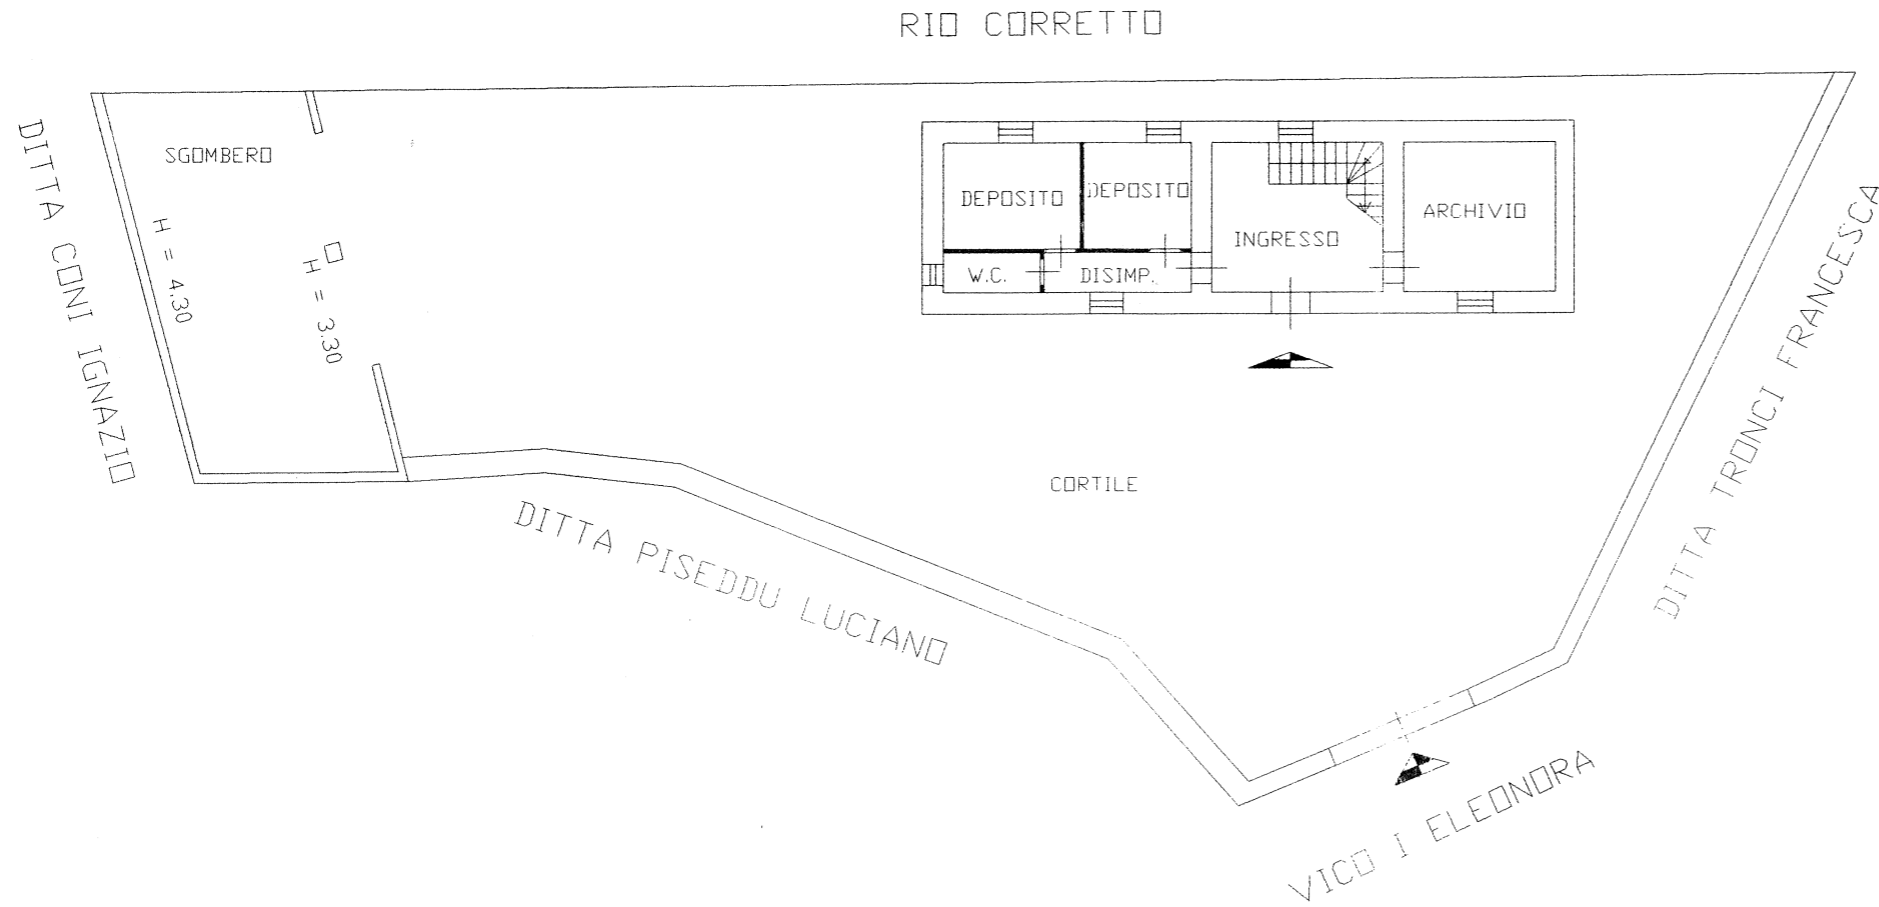 RIO CORRETTO
DITTA CONI IGNAZIO
SGOMBERO
H = 4.30
H = 3.30
DEPOSITO
DEPOSITO
INGRESSO
ARCHIVIO
W.C.
DISIMP.
DITTA TRONCI FRANCESCA
CORTILE
DITTA PISEDDU LUCIANO
VICO I ELEONORA